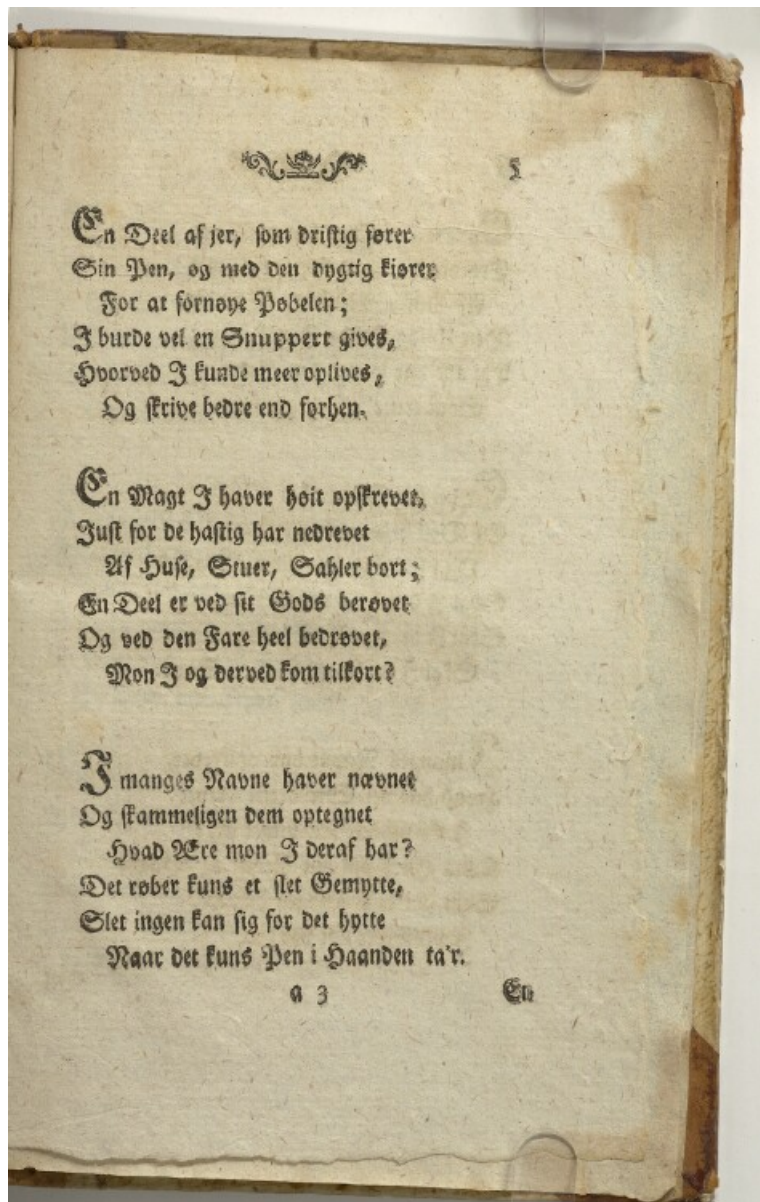 5
En Deel af jer, som dristig fører
Sin Pen, og med den dygtig kiører
For at fornøye Pøbelen;
I burde vel en Snuppert gives,
Hvorved I kunde meer oplives,
Og skrive bedre end forhen.
En Magt I haver høit opskrevet,
Just for de hastig har nedrevet
Af Huse, Stuer, Sahler bort;
En Deel er ved sit Gods berøvet
Og ved den Fare heel bedrøvet,
Mon I og derved kom tilkort?
I manges Navne haver nævnet
Og skammeligen dem optegnet
Hvad Ære mon I deraf har?
Det røber kuns et slet Gemytte,
Slet ingen kan sig for det hytte
Naar det kuns Pen i Haanden ta'r.
a 3 En